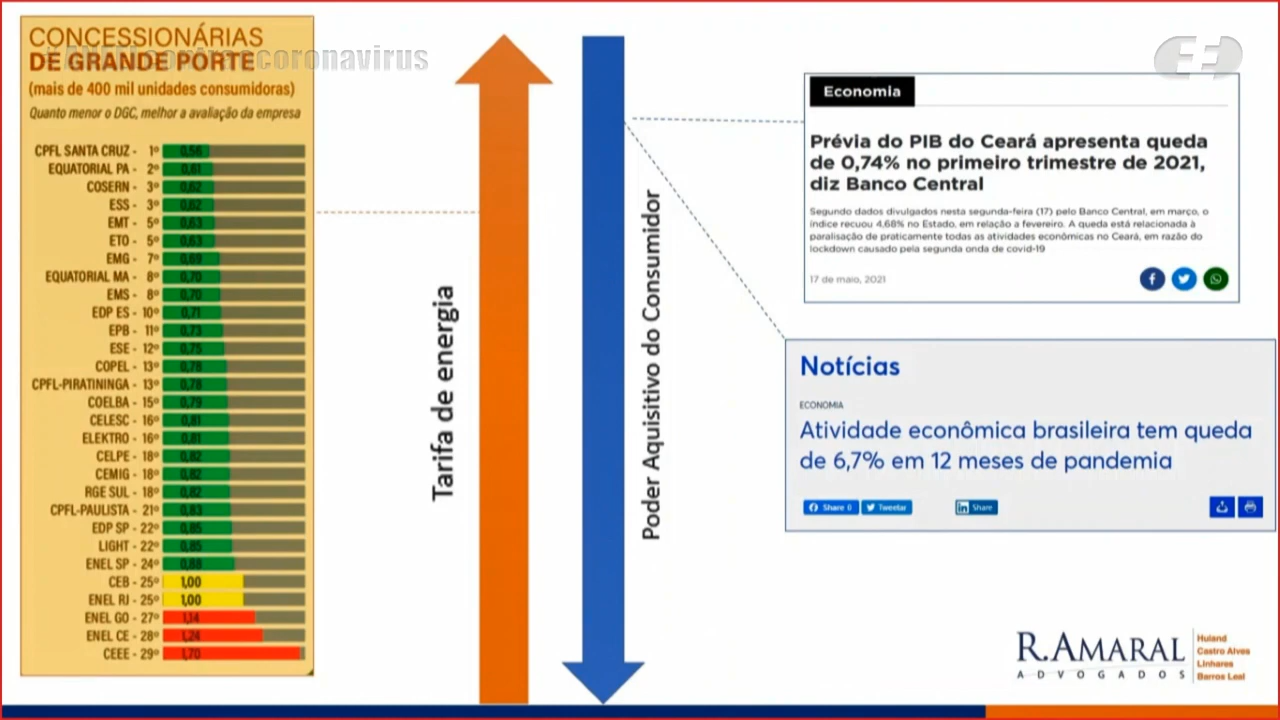 CONCESSIONÁRIAS
DE GRANDE PORTE
coronavirus
(mais de 400 mil unidades consumidoras)
Quanto menor o DGC, melhor a avaliação da empresa
CPFL SANTA CRUZ - 1º 0,56
EQUATORIAL PA - 2º 0,61
COSERN - 3º 0,62
ESS - 3º 0,62
EMT - 5º 0,63
ETO - 5º 0,63
EMG - 7º 0,69
EQUATORIAL MA - 8º 0,70
EMS - 8º 0,70
EDP ES - 10º 0,71
EPB - 11º 0,73
ESE - 12º 0,75
COPEL - 13º 0,78
CPFL-PIRATININGA - 13º 0,78
COELBA - 15º 0,79
CELESC - 16º 0,81
ELEKTRO - 16º 0,81
CELPE - 18º 0,82
CEMIG - 18º 0,82
RGE SUL - 18º 0,82
CPFL-PAULISTA - 21º 0,83
EDP SP - 22º 0,85
LIGHT - 22º 0,85
ENEL SP - 24º 0,88
CEB - 25º 1,00
ENEL RJ - 25º 1,00
ENEL GO - 27º 1,14
ENEL CE - 28º 1,24
CEEE - 29º 1,70
Tarifa de energia
Poder Aquisitivo do Consumidor
Economia
Prévia do PIB do Ceará apresenta queda
de 0,74% no primeiro trimestre de 2021,
diz Banco Central
Segundo dados divulgados nesta segunda-feira (17) pelo Banco Central, em março, o
índice recuou 4,68% no Estado, em relação a fevereiro. A queda está relacionada à
paralisação de praticamente todas as atividades econômicas no Ceará, em razão do
lockdown causado pela segunda onda de covid-19
17 de maio, 2021
Notícias
ECONOMIA
Atividade econômica brasileira tem queda
de 6,7% em 12 meses de pandemia
Share 0
Tweetar
Share
R.AMARAL
ADVOGADOS
Huland
Castro Alves
Linhares
Barros Leal